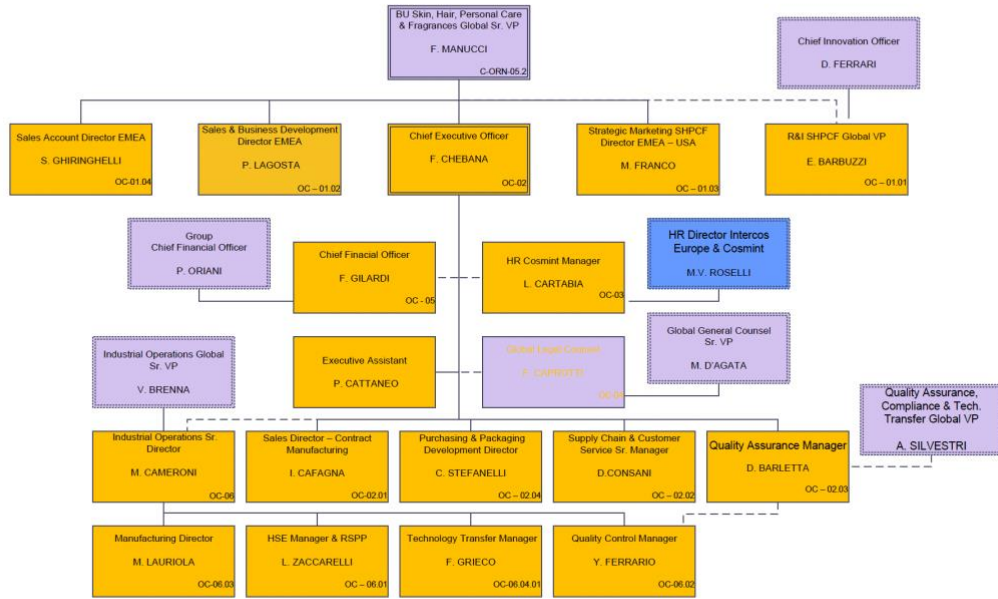 BU Skin, Hair, Personal Care
& Fragrances Global Sr. VP
F. MANUCCI
C-ORN-05.2
Chief Innovation Officer
D. FERRARI
Sales Account Director EMEA
S. GHIRINGHELLI
OC-01.04
Sales & Business Development
Director EMEA
P. LAGOSTA
OC – 01.02
Chief Executive Officer
F. CHEBANA
OC-02
Strategic Marketing SHPCF
Director EMEA – USA
M. FRANCO
OC – 01.03
R&I SHPCF Global VP
E. BARBUZZI
OC – 01.01
Group
Chief Financial Officer
P. ORIANI
Chief Finacial Officer
F. GILARDI
OC - 05
HR Cosmint Manager
L. CARTABIA
OC-03
HR Director Intercos
Europe & Cosmint
M.V. ROSELLI
Industrial Operations Global
Sr. VP
V. BRENNA
Executive Assistant
P. CATTANEO
Global Legal Counsel
F. CAPROTTI
Global General Counsel
Sr. VP
M. D'AGATA
Quality Assurance,
Compliance & Tech.
Transfer Global VP
A. SILVESTRI
Industrial Operations Sr.
Director
M. CAMERONI
OC-06
Sales Director – Contract
Manufacturing
I. CAFAGNA
OC-02.01
Purchasing & Packaging
Development Director
C. STEFANELLI
OC – 02.04
Supply Chain & Customer
Service Sr. Manager
D.CONSANI
OC – 02.02
Quality Assurance Manager
D. BARLETTA
OC – 02.03
Manufacturing Director
M. LAURIOLA
OC-06.03
HSE Manager & RSPP
L. ZACCARELLI
OC – 06.01
Technology Transfer Manager
F. GRIECO
OC-06.04.01
Quality Control Manager
Y. FERRARIO
OC-06.02